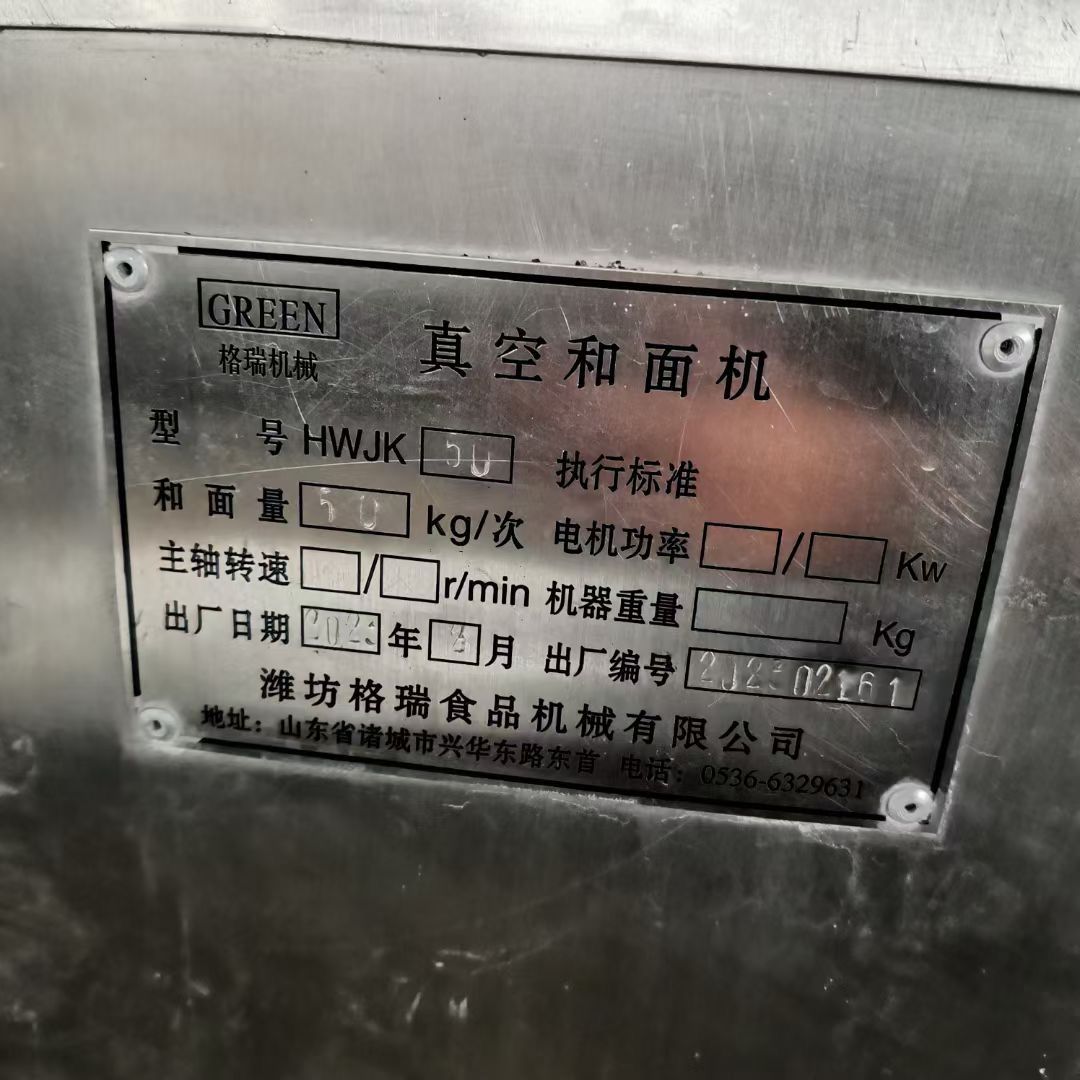 GREEN
格瑞机械
真空和面机
型 号 HWJK 50 执行标准
和面量 50 kg/次 电机功率 / Kw
主轴转速 / r/min 机器重量 Kg
出厂日期 2023 年 3 月 出厂编号 202302161
潍坊格瑞食品机械有限公司
地址：山东省诸城市兴华东路东首 电话：0536-6329631